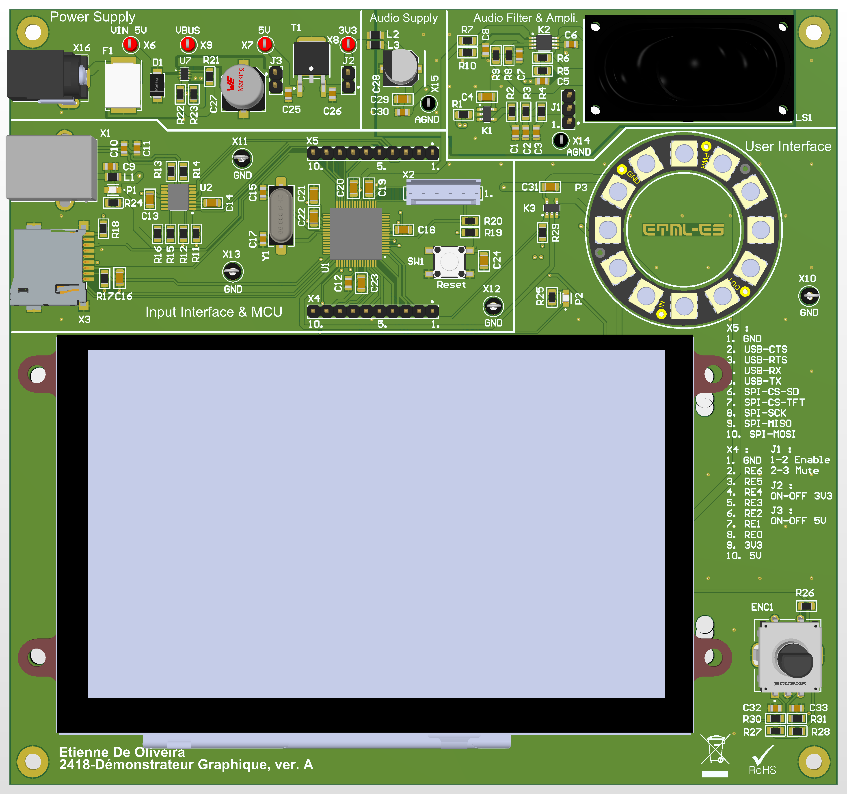 Power Supply
Audio Supply
Audio Filter & Ampli.
VIN 5V
VBUS
5V
3V3
X16
X6
X9
X7
T1
X8
F1
D1
U7
R21
J3
J2
R22
R23
C27
C25
C26
L2
L3
C28
C29
C30
X15
AGND
R7
R10
C8
R9
R8
C7
K2
C6
R6
R5
C5
C4
R1
K1
R2
R3
R4
J1
1.
C1
C2
C3
X14
AGND
LS1
User Interface
X1
C10
C11
C9
L1
P1
R24
R13
R14
U2
C13
C14
R18
R16
R15
R12
R11
R17
C16
X3
X11
GND
X13
GND
X5
10.
5.
1.
C15
C17
Y1
C21
C22
C20
C19
U1
C18
C12
C23
X2
1.
R20
R19
SW1
Reset
C24
X4
10.
5.
1.
X12
GND
C31
P3
K3
R29
R25
P2
ETML-ES
X10
GND
Input Interface & MCU
X5 :
1. GND
2. USB-CTS
3. USB-RTS
4. USB-RX
5. USB-TX
6. SPI-CS-SD
7. SPI-CS-TFT
8. SPI-SCK
9. SPI-MISO
10. SPI-MOSI
X4 :
1. GND
2. RE6
3. RE5
4. RE4
5. RE3
6. RE2
7. RE1
8. RE0
9. 3V3
10. 5V
J1 :
1-2 Enable
2-3 Mute
J2 :
ON-OFF 3V3
J3 :
ON-OFF 5V
R26
ENC1
C32
C33
R30
R31
R27
R28
Etienne De Oliveira
2418-Démonstrateur Graphique, ver. A
RoHS